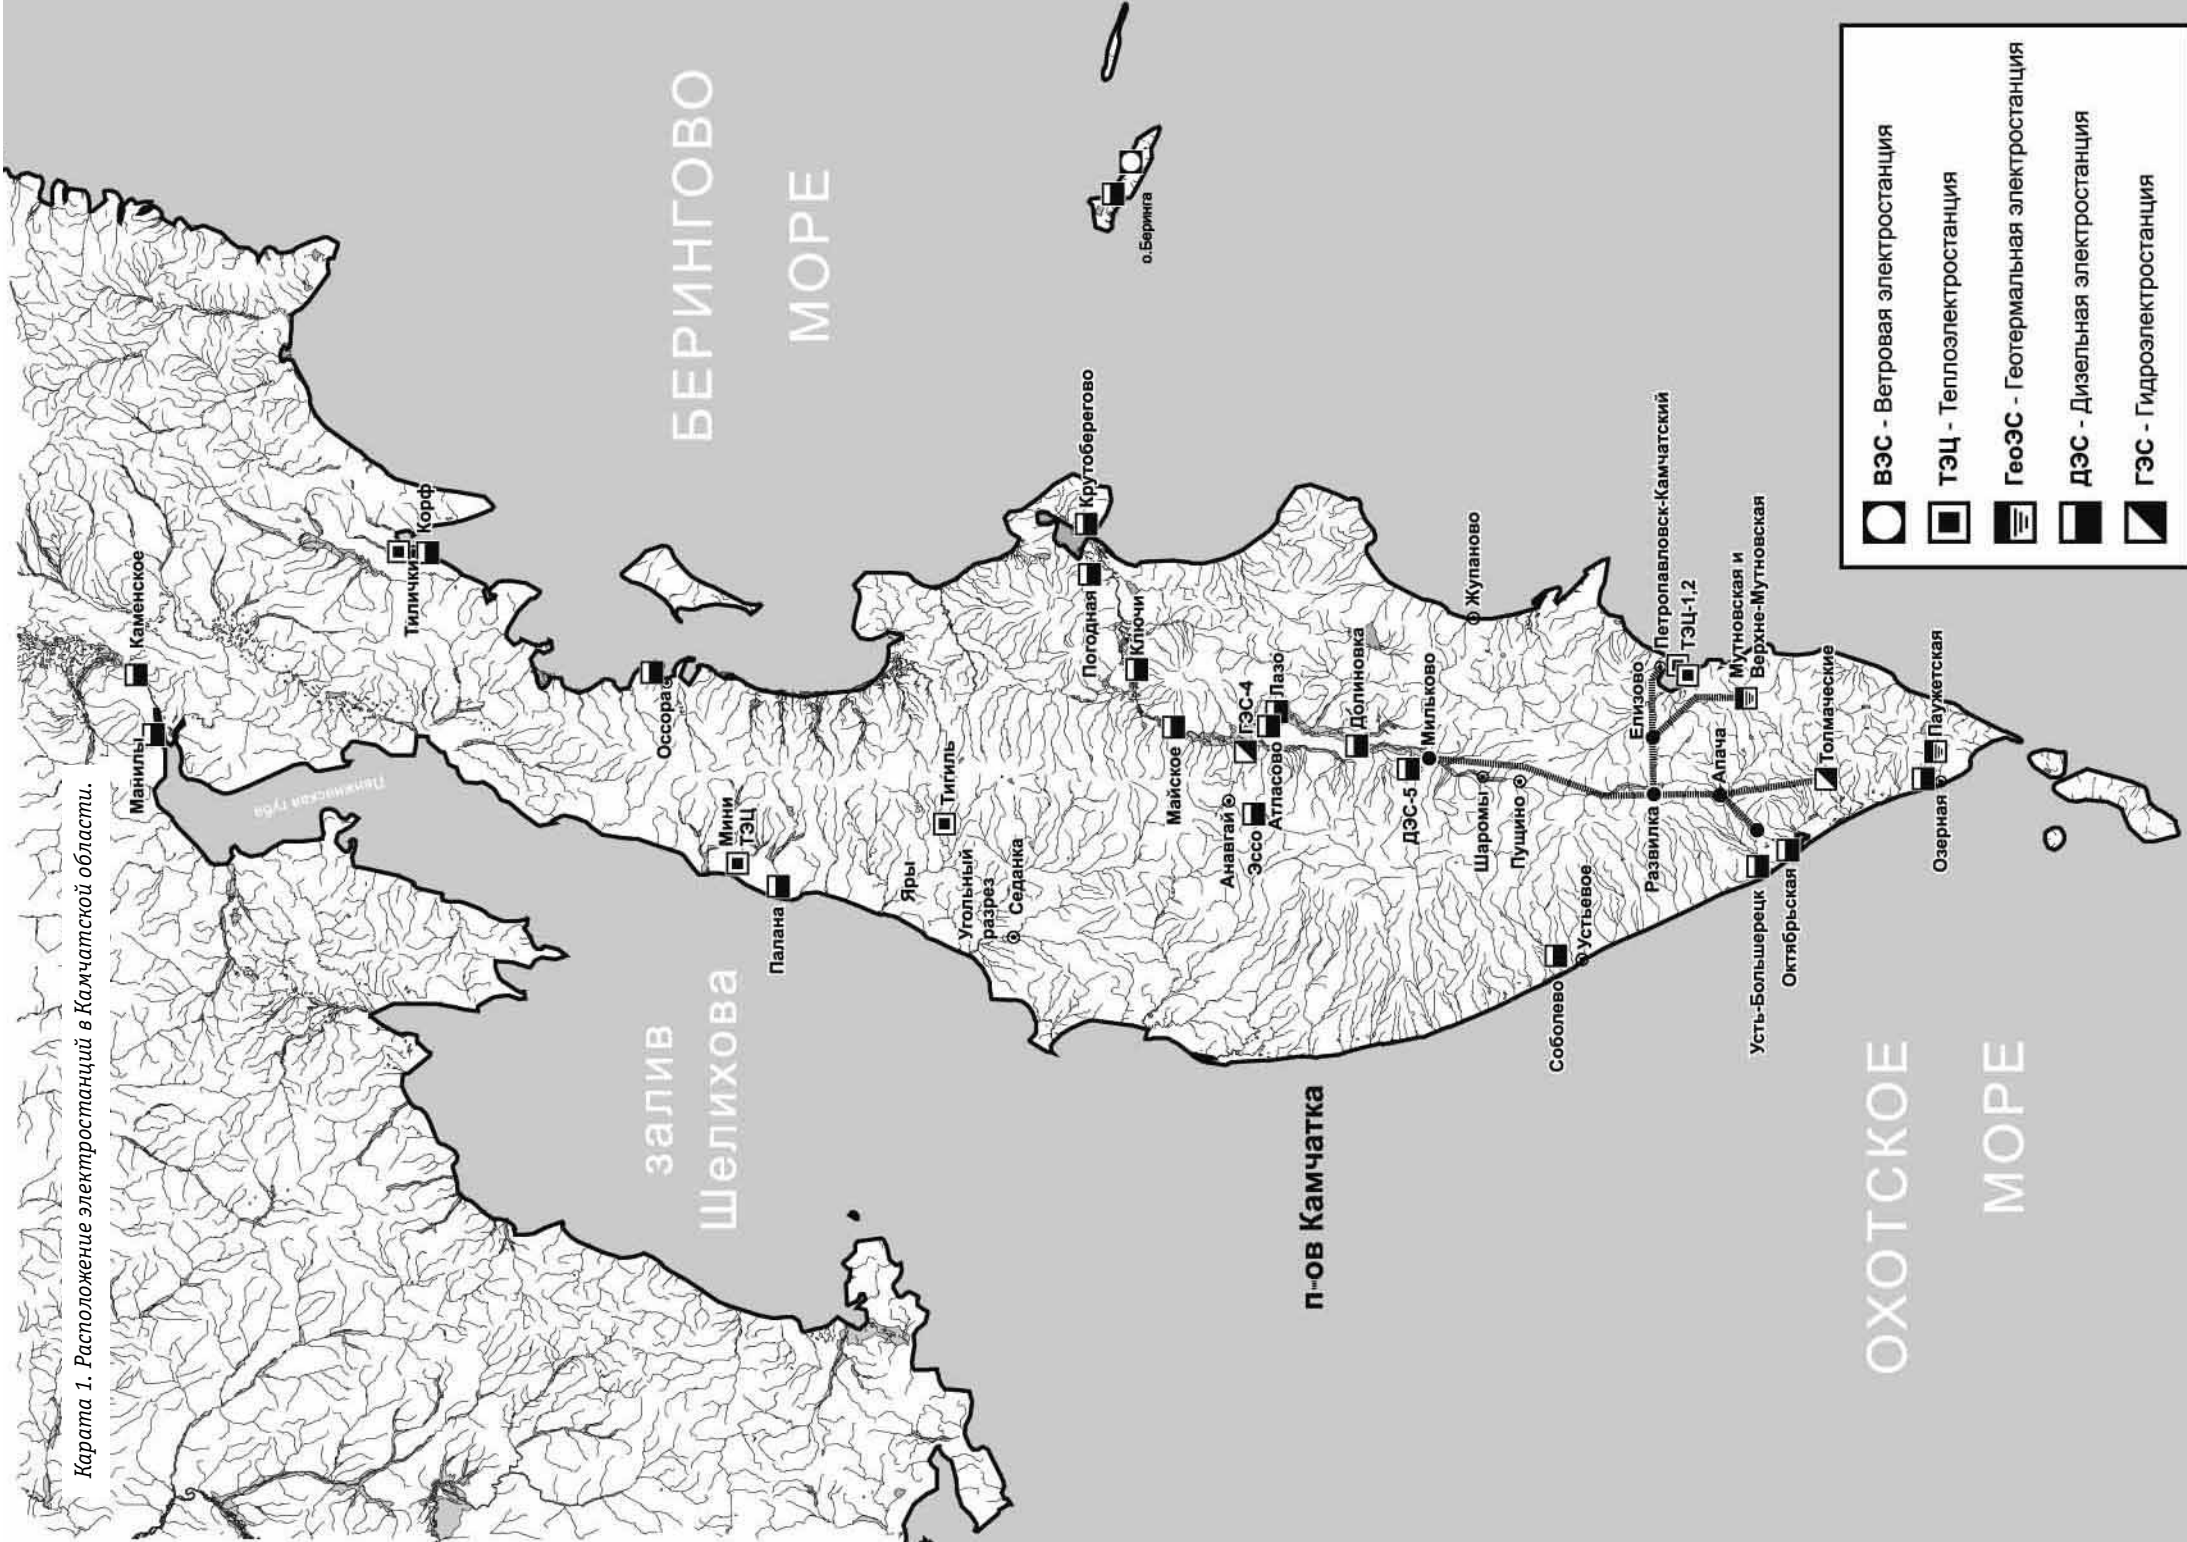 Карата 1. Расположение электростанций в Камчатской области.
Каменское
Манилы
Пенжинская губа
Тиличики
Корф
БЕРИНГОВО
МОРЕ
о.Беринга
Оссора
Мини
ТЭЦ
Палана
залив
Шелихова
Яры
Тигиль
Угольный
разрез
Седанка
Крутоберегово
Погодная
Ключи
Майское
Анавгай
Эссо
ГЭС-4
Атласово
Лазо
Долиновка
ДЭС-5
Мильково
Жупаново
Шаромы
Пущино
п-ов Камчатка
Соболево
Устьевое
Развилка
Елизово
Петропавловск-Камчатский
ТЭЦ-1,2
Апача
Мутновская и
Верхне-Мутновская
Усть-Большерецк
Октябрьская
Толмачевские
Озерная
Паужетская
ОХОТСКОЕ
МОРЕ
ВЭС - Ветровая электростанция
ТЭЦ - Теплоэлектростанция
ГеоЭС - Геотермальная электростанция
ДЭС - Дизельная электростанция
ГЭС - Гидроэлектростанция